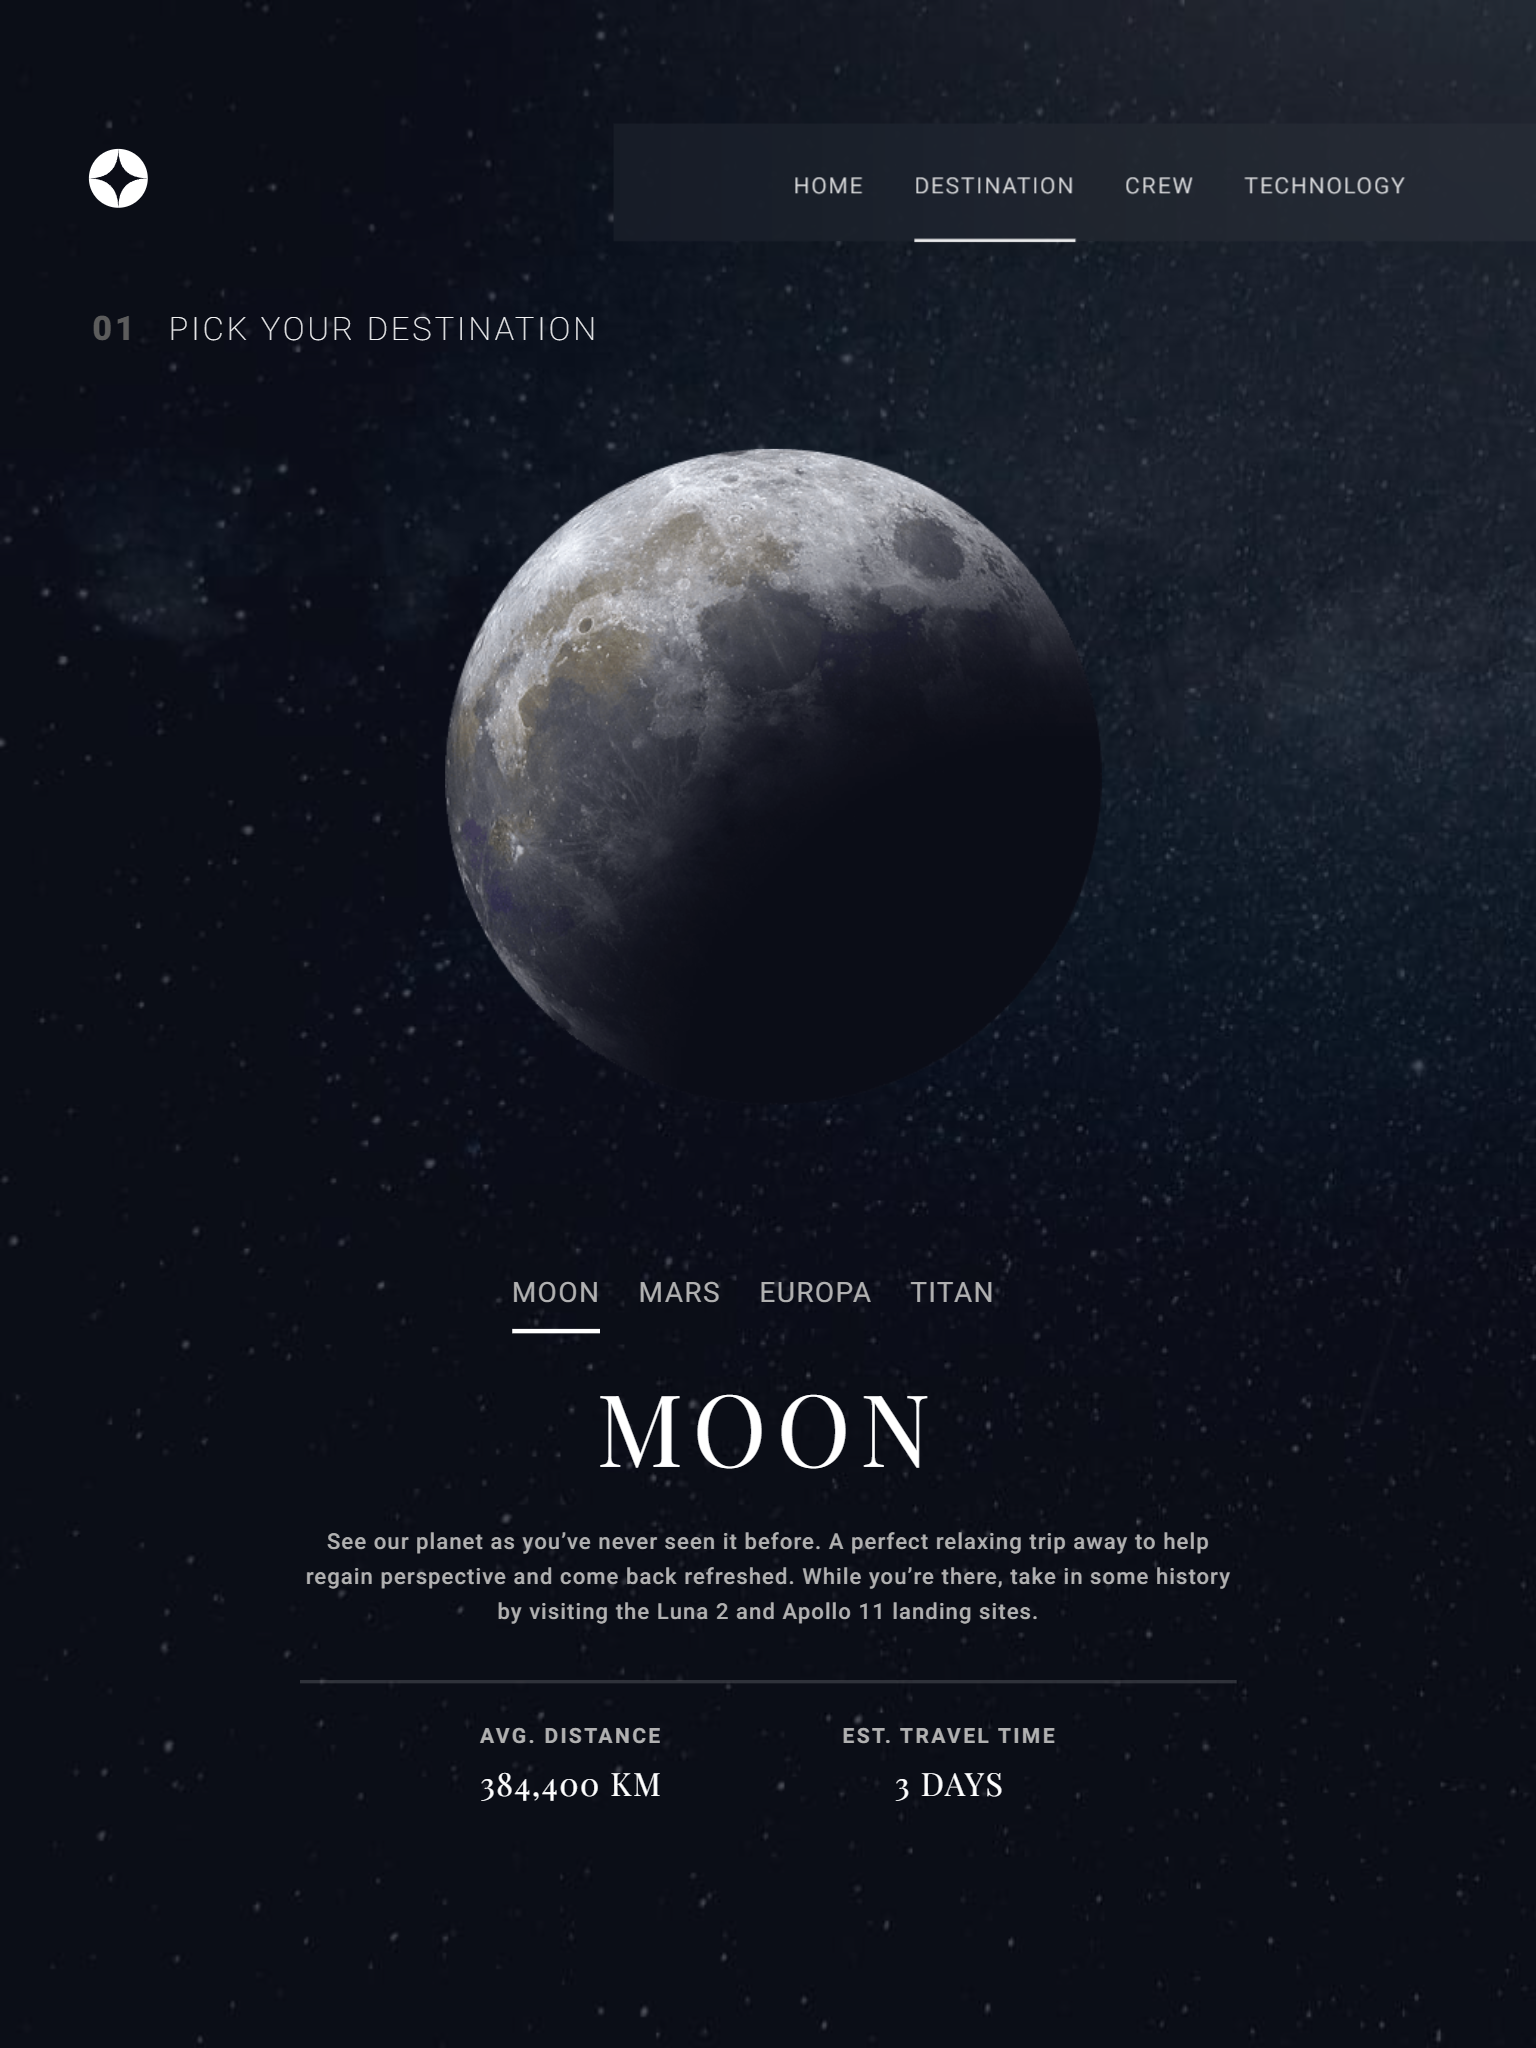 HOME DESTINATION CREW TECHNOLOGY
01 PICK YOUR DESTINATION
MOON MARS EUROPA TITAN
MOON
See our planet as you’ve never seen it before. A perfect relaxing trip away to help
regain perspective and come back refreshed. While you’re there, take in some history
by visiting the Luna 2 and Apollo 11 landing sites.
AVG. DISTANCE
384,400 KM
EST. TRAVEL TIME
3 DAYS